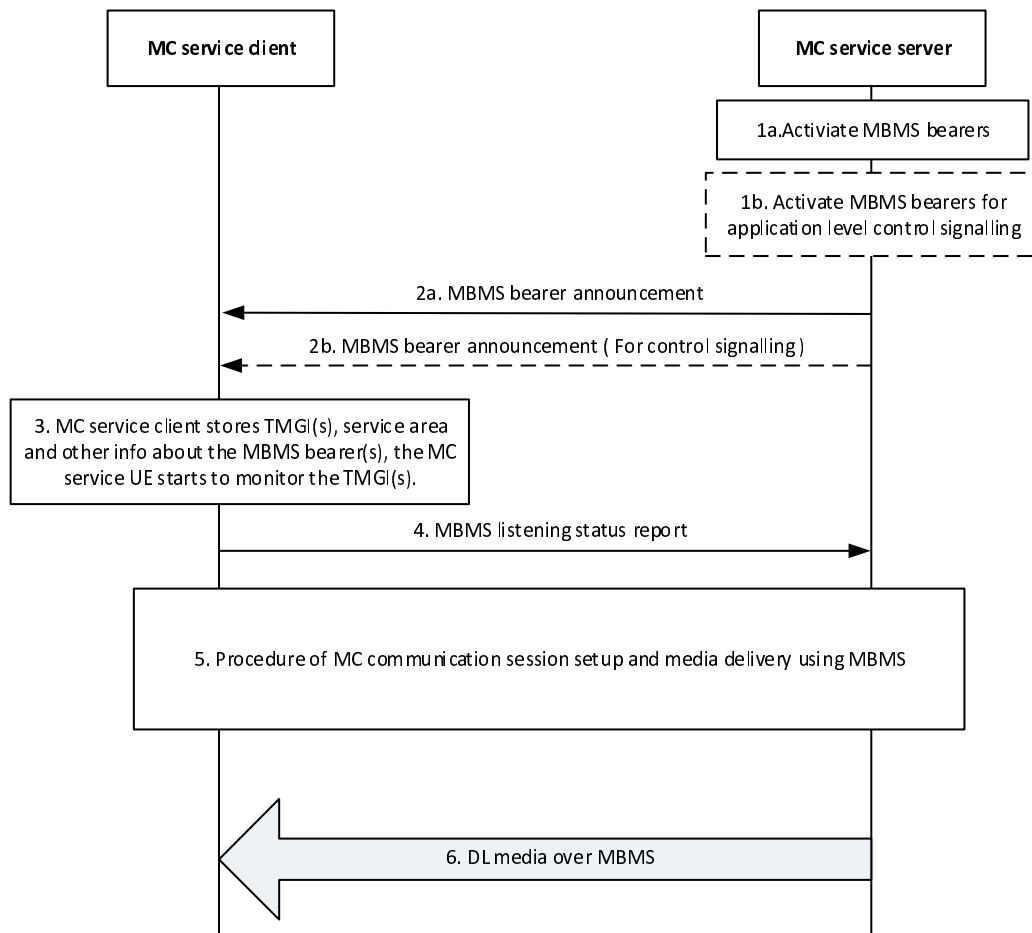 MC service client
MC service server
1a.Activiate MBMS bearers
1b. Activate MBMS bearers for
application level control signalling
2a. MBMS bearer announcement
2b. MBMS bearer announcement ( For control signalling )
3. MC service client stores TMGI(s), service area
and other info about the MBMS bearer(s), the MC
service UE starts to monitor the TMGI(s).
4. MBMS listening status report
5. Procedure of MC communication session setup and media delivery using MBMS
6. DL media over MBMS